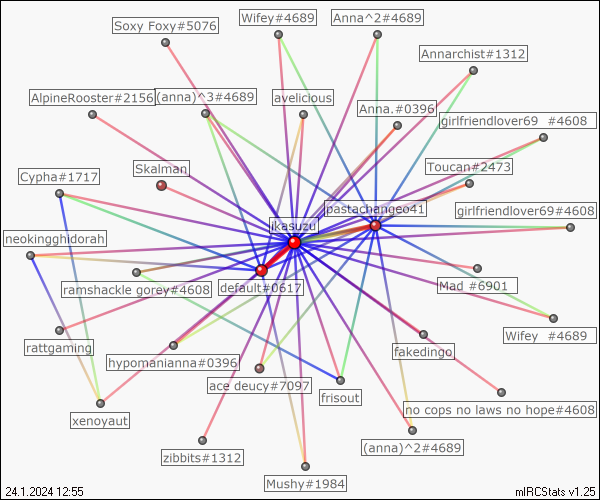 Wifey#4689
Anna^2#4689
Soxy Foxy#5076
Annarchist#1312
AlpineRooster#2156
(anna)^3#4689
avelicious
Anna.#0396
girlfriendlover69 #4608
Skalman
Toucan#2473
Cypha#1717
pastachangeo41
girlfriendlover69#4608
ikasuzu
neokingghidorah
ramshackle gorey#4608
default#0617
Mad #6901
Wifey #4689
rattgaming
hypomanianna#0396
fakedingo
ace deucy#7097
frisout
no cops no laws no hope#4608
xenoyaut
(anna)^2#4689
zibbits#1312
Mushy#1984
24.1.2024 12:55
mIRCStats v1.25